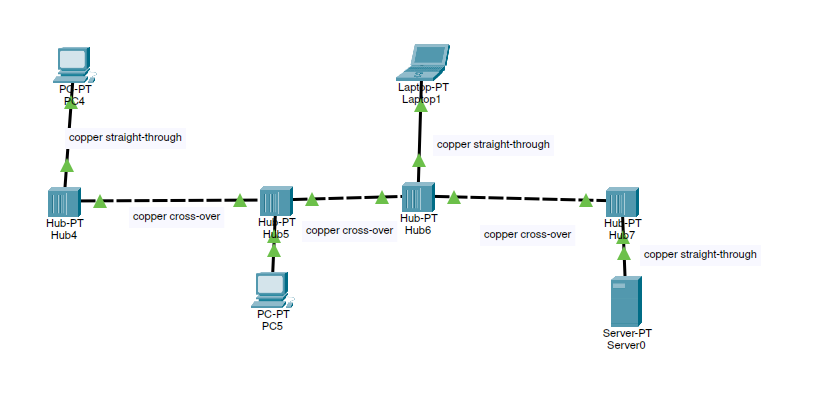 PC-PT
PC4
Laptop-PT
Laptop1
copper straight-through
copper straight-through
Hub-PT
Hub4
copper cross-over
Hub-PT
Hub5
copper cross-over
Hub-PT
Hub6
copper cross-over
Hub-PT
Hub7
copper straight-through
PC-PT
PC5
Server-PT
Server0